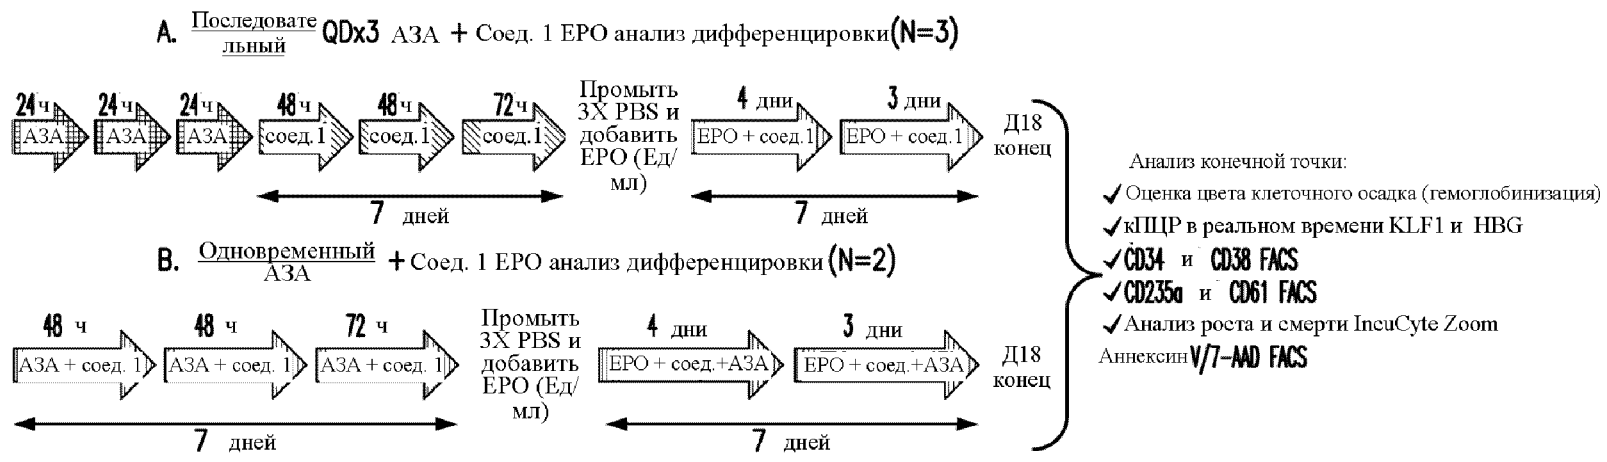 А. Последовате
льный QDx3 АЗА + Соед. 1 ЕРО анализ дифференцировки (N=3)
24 ч 24 ч 24 ч 48 ч 48 ч 72 ч
АЗА АЗА АЗА соед.1 соед.1 соед.1
Промыть
3X PBS и
добавить
EPO (Ед/
мл)
4 дни 3 дни
ЕРО + соед.1 ЕРО + соед.1
Д18
конец
7 дней 7 дней
В. Одновременный
АЗА + Соед. 1 ЕРО анализ дифференцировки (N=2)
48 ч 48 ч 72 ч
АЗА + соед. 1 АЗА + соед. 1 АЗА + соед. 1
Промыть
3X PBS и
добавить
EPO (Ед/
мл)
4 дни 3 дни
ЕРО + соед.+АЗА ЕРО + соед.+АЗА
Д18
конец
7 дней 7 дней
Анализ конечной точки:
✓ Оценка цвета клеточного осадка (гемоглобинизация)
✓ кПЦР в реальном времени KLF1 и HBG
✓ CD34 и CD38 FACS
✓ CD235a и CD61 FACS
✓ Анализ роста и смерти IncuCyte Zoom
Аннексин V/7-AAD FACS